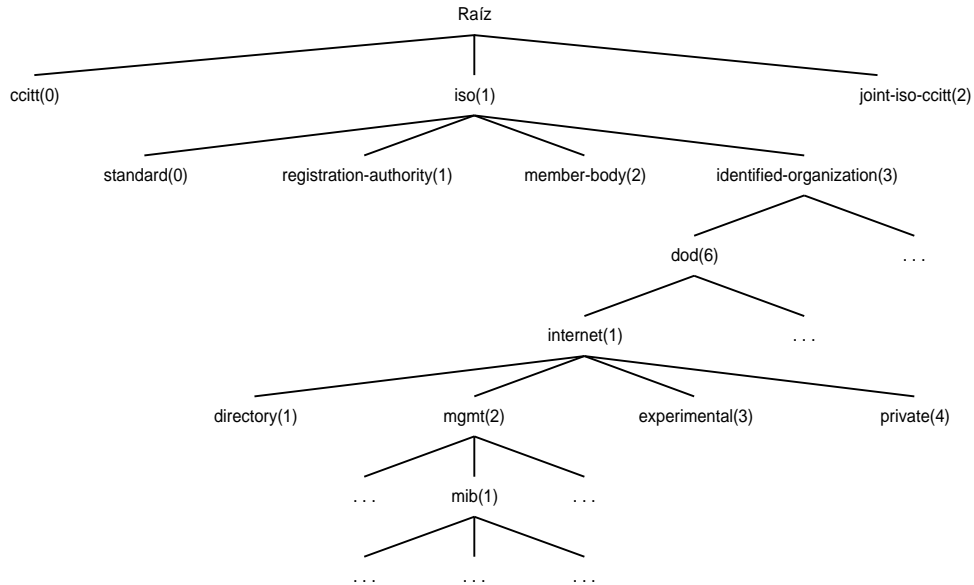 Raíz
ccitt(0) iso(1) joint-iso-ccitt(2)
standard(0) registration-authority(1) member-body(2) identified-organization(3)
dod(6) . . .
internet(1) . . .
directory(1) mgmt(2) experimental(3) private(4)
. . . mib(1) . . .
. . . . . . . . .